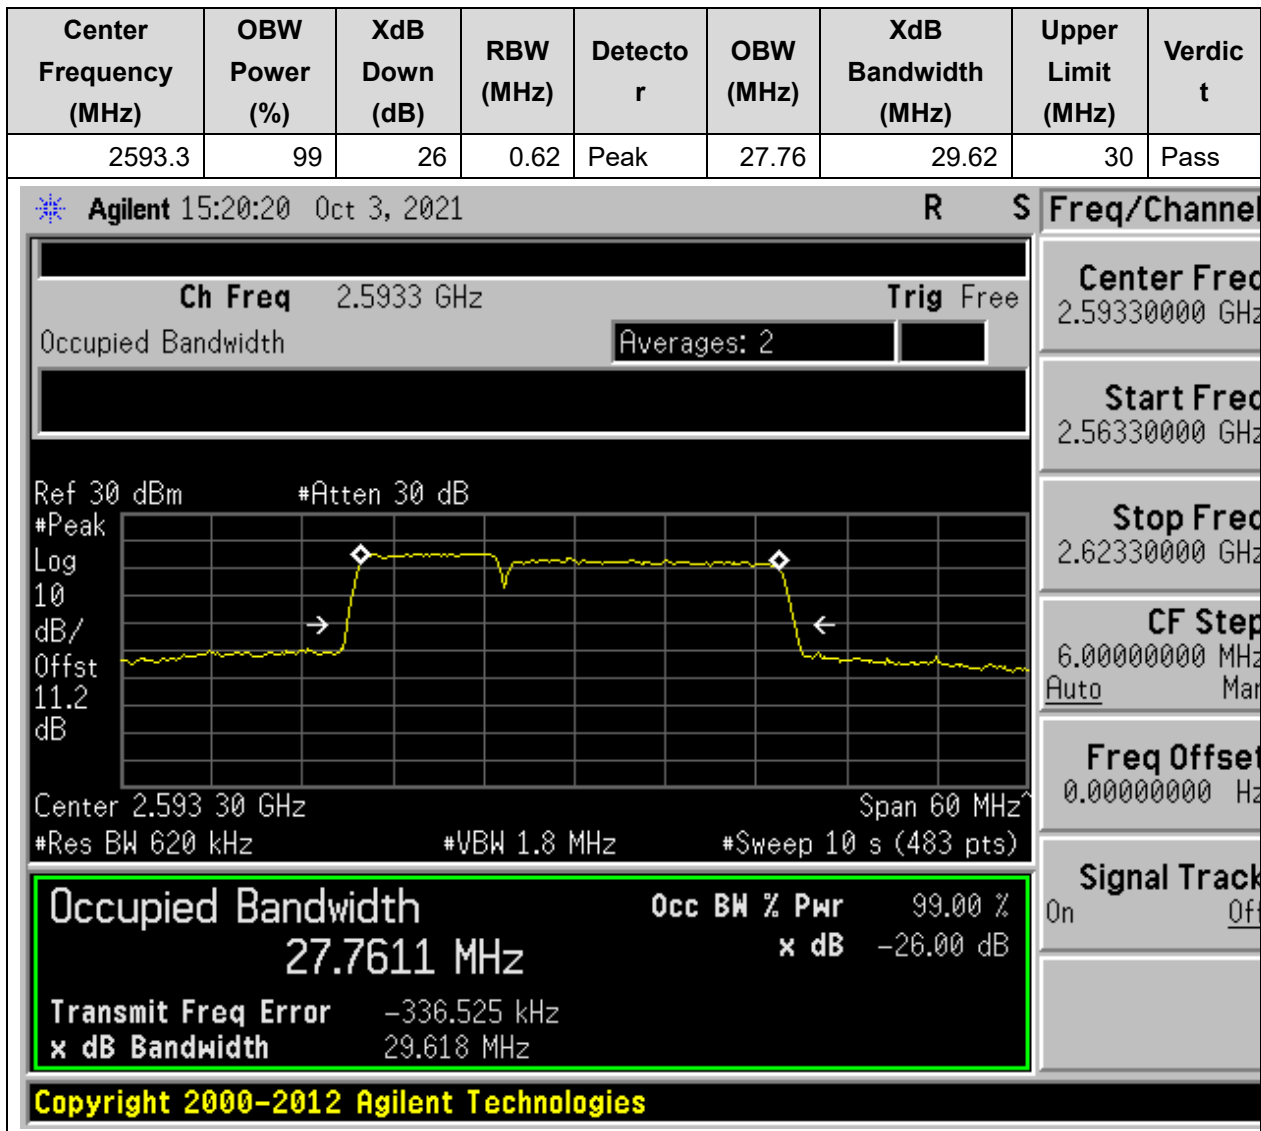 Center Frequency (MHz) OBW Power (%) XdB Down (dB) RBW (MHz) Detecto r OBW (MHz) XdB Bandwidth (MHz) Upper Limit (MHz) Verdic t
2593.3 99 26 0.62 Peak 27.76 29.62 30 Pass
Agilent 15:20:20 Oct 3, 2021 R S
Ch Freq 2.5933 GHz Trig Free
Occupied Bandwidth Averages: 2
Ref 30 dBm #Atten 30 dB
#Peak
Log
10
dB/
Offst
11.2
dB
Center 2.593 30 GHz Span 60 MHz^
#Res BW 620 kHz #VBW 1.8 MHz #Sweep 10 s (483 pts)
Occupied Bandwidth Occ BW % Pwr 99.00 %
27.7611 MHz x dB -26.00 dB
Transmit Freq Error -336.525 kHz
x dB Bandwidth 29.618 MHz
Copyright 2000-2012 Agilent Technologies
Freq/Channel
Center Freq
2.59330000 GHz
Start Freq
2.56330000 GHz
Stop Freq
2.62330000 GHz
CF Step
6.00000000 MHz
Auto Man
Freq Offset
0.00000000 Hz
Signal Track
On Off